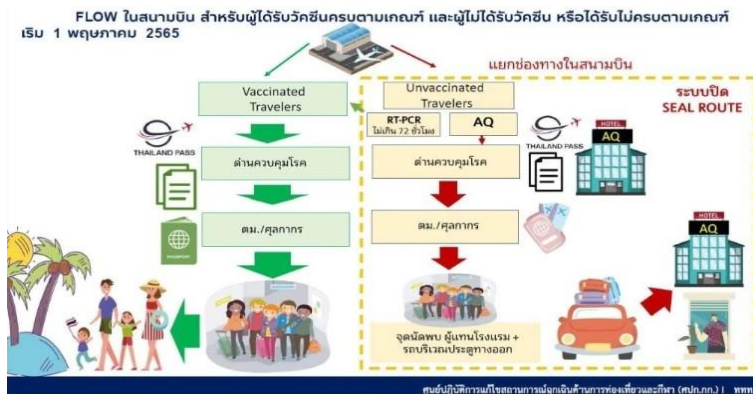 FLOW ในสนามบิน สำหรับผู้ได้รับวัคซีนครบตามเกณฑ์ และผู้ไม่ได้รับวัคซีน หรือได้รับไม่ครบตามเกณฑ์
เริ่ม 1 พฤษภาคม 2565
แยกช่องทางในสนามบิน
Vaccinated
Travelers
Unvaccinated
Travelers
ระบบปิด
SEAL ROUTE
RT-PCR
ไม่เกิน 72 ชั่วโมง
AQ
THAILAND PASS
ด่านควบคุมโรค
ด่านควบคุมโรค
THAILAND PASS
HOTEL
AQ
ตม./ศุลกากร
PASSPORT
ตม./ศุลกากร
HOTEL
AQ
จุดนัดพบ ผู้แทนโรงแรม +
รถบริเวณประตูทางออก
ศูนย์ปฏิบัติการแก้ไขสถานการณ์ฉุกเฉินด้านการท่องเที่ยวและกีฬา (ศปก.กก.) | www